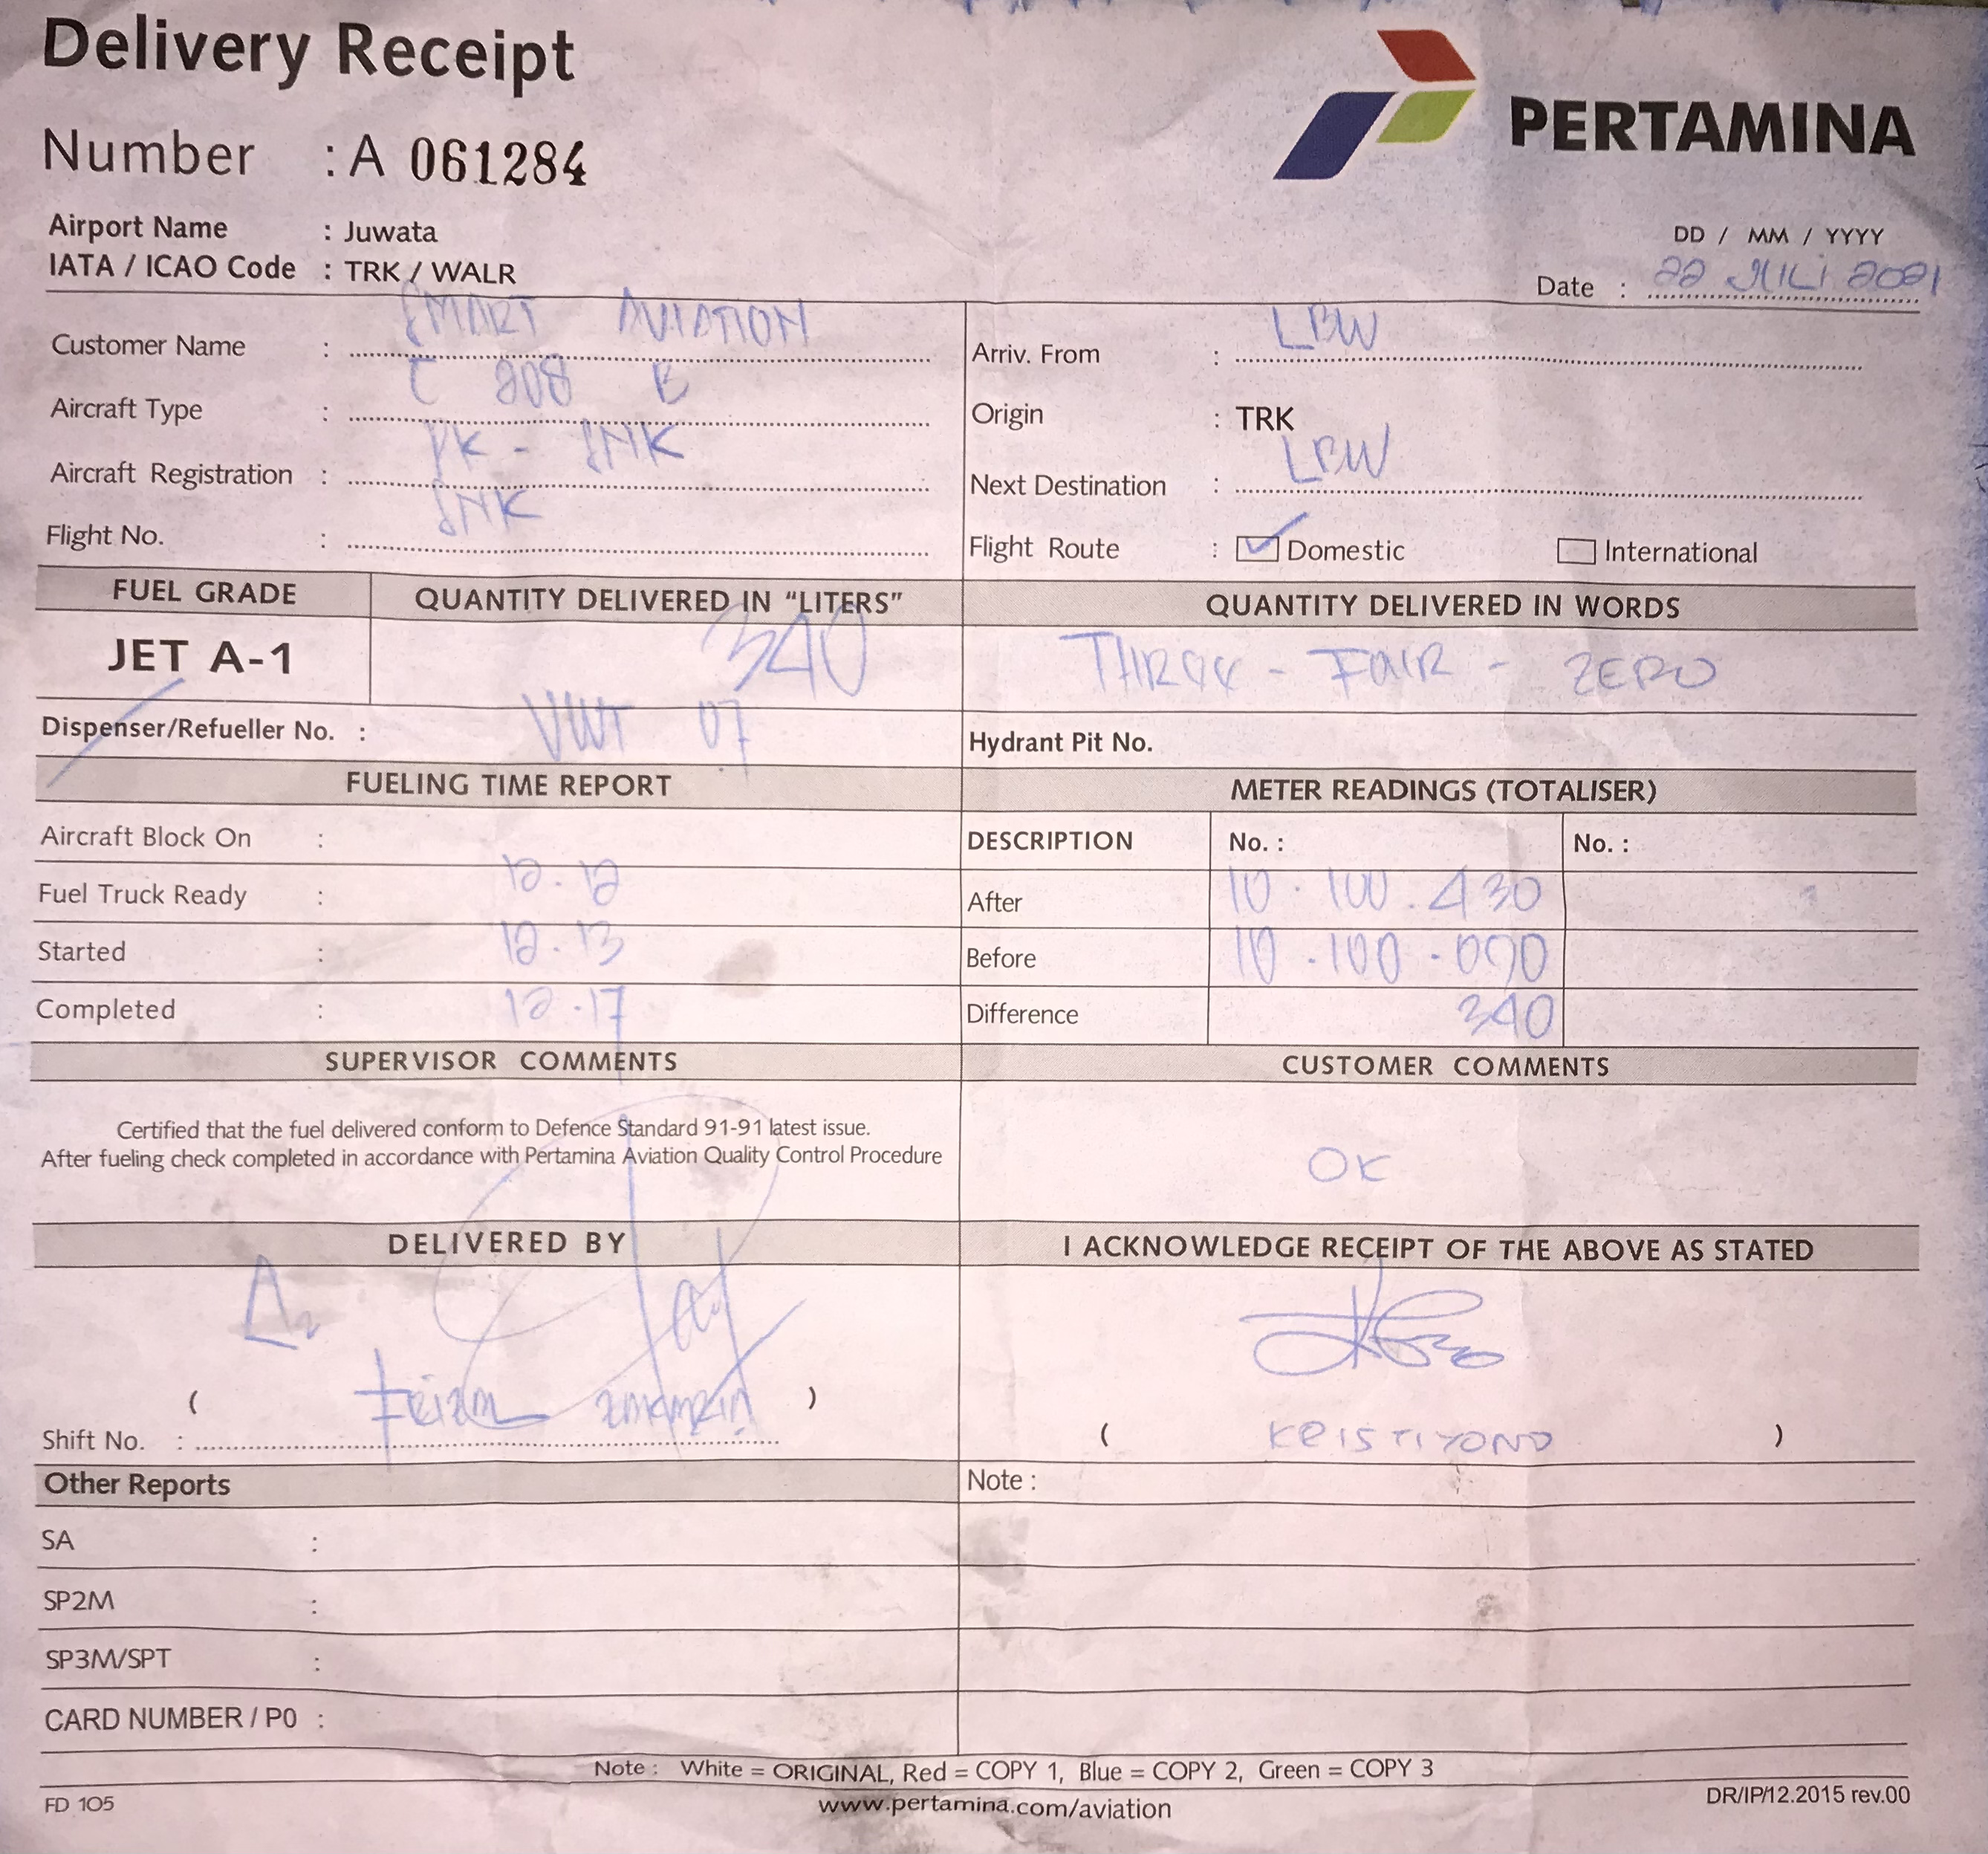 Delivery Receipt
PERTAMINA
Number : A 061284
Airport Name : Juwata
IATA / ICAO Code : TRK / WALR
DD / MM / YYYY
Date : 22 JULI 2021
Customer Name : SMART AVIATION
Arriv. From : LBW
Aircraft Type : C 208 B
Origin : TRK
Aircraft Registration : PK - SNK
Next Destination : LBW
Flight No. : SNK
Flight Route : Domestic International
FUEL GRADE QUANTITY DELIVERED IN "LITERS" QUANTITY DELIVERED IN WORDS
JET A-1 340 - ZERO
Dispenser/Refueller No. : 07
Hydrant Pit No.
FUELING TIME REPORT METER READINGS (TOTALISER)
Aircraft Block On :
DESCRIPTION No. : No. :
Fuel Truck Ready : 12.12
After 10.100.430
Started : 12.13
Before 10.100.090
Completed : 12.17
Difference 340
SUPERVISOR COMMENTS CUSTOMER COMMENTS
Certified that the fuel delivered conform to Defence Standard 91-91 latest issue.
After fueling check completed in accordance with Pertamina Aviation Quality Control Procedure
OK
DELIVERED BY I ACKNOWLEDGE RECEIPT OF THE ABOVE AS STATED
( )
Shift No. :
( KRISTIYONO )
Other Reports Note :
SA :
SP2M :
SP3M/SPT :
CARD NUMBER / P0 :
Note : White = ORIGINAL, Red = COPY 1, Blue = COPY 2, Green = COPY 3
FD 105 www.pertamina.com/aviation DR/IP/12.2015 rev.00